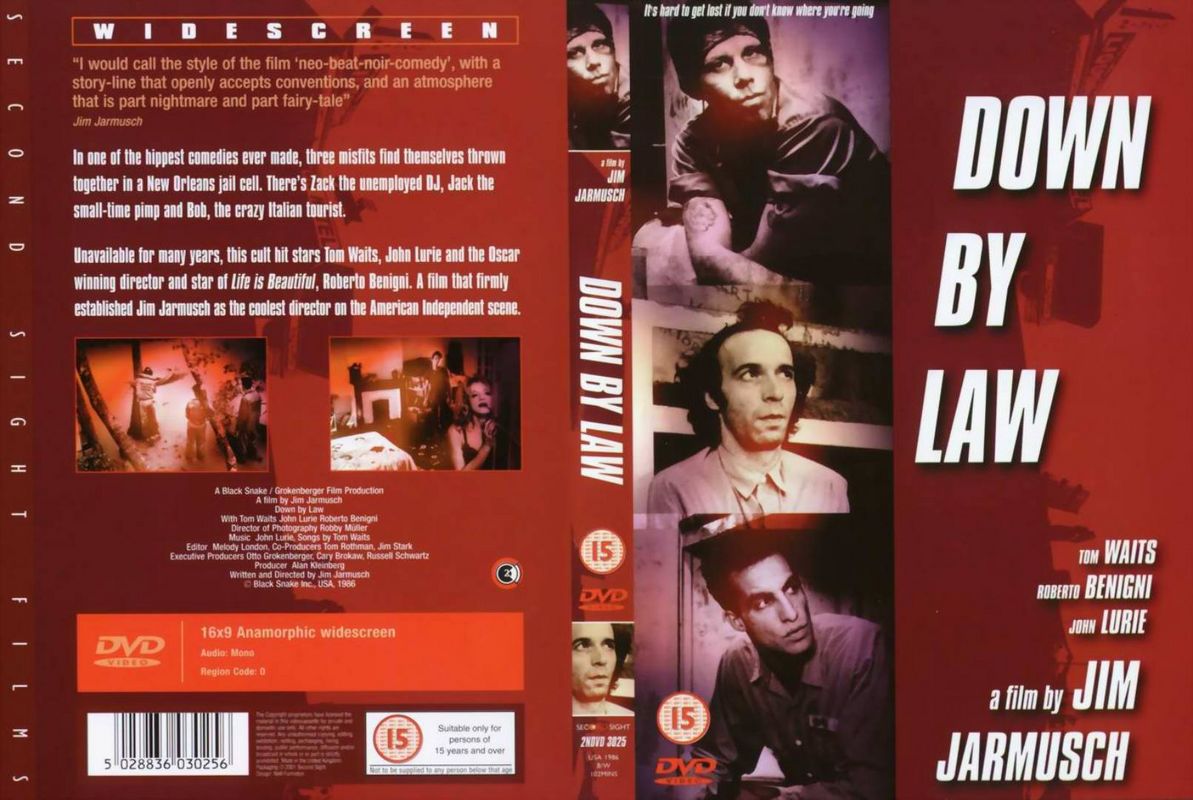 SECOND SIGHT FILMS
WIDESCREEN
“I would call the style of the film ‘neo-beat-noir-comedy’, with a
story-line that openly accepts conventions, and an atmosphere
that is part nightmare and part fairy-tale”
Jim Jarmusch
In one of the hippest comedies ever made, three misfits find themselves thrown
together in a New Orleans jail cell. There's Zack the unemployed DJ, Jack the
small-time pimp and Bob, the crazy Italian tourist.
Unavailable for many years, this cult hit stars Tom Waits, John Lurie and the Oscar
winning director and star of Life is Beautiful, Roberto Benigni. A film that firmly
established Jim Jarmusch as the coolest director on the American Independent scene.
A Black Snake / Grokenberger Film Production
A film by Jim Jarmusch
Down by Law
With Tom Waits John Lurie Roberto Benigni
Director of Photography Robby Müller
Music John Lurie, Songs by Tom Waits
Editor Melody London, Co-Producers Tom Rothman, Jim Stark
Executive Producers Otto Grokenberger, Cary Brokaw, Russell Schwartz
Producer Alan Kleinberg
Written and Directed by Jim Jarmusch
© Black Snake Inc., USA, 1986
2
DVD
VIDEO
16x9 Anamorphic widescreen
Audio: Mono
Region Code: 0
5 028836 030256
15
Suitable only for
persons of
15 years and over
Not to be supplied to any person below that age
a film by
JIM
JARMUSCH
DOWN BY LAW
15
DVD
VIDEO
SECOND SIGHT
2NDVD 3025
USA 1986
B/W
102MINS
It's hard to get lost if you don't know where you're going
15
DVD
VIDEO
DOWN
BY
LAW
TOM WAITS
ROBERTO BENIGNI
JOHN LURIE
a film by JIM
JARMUSCH